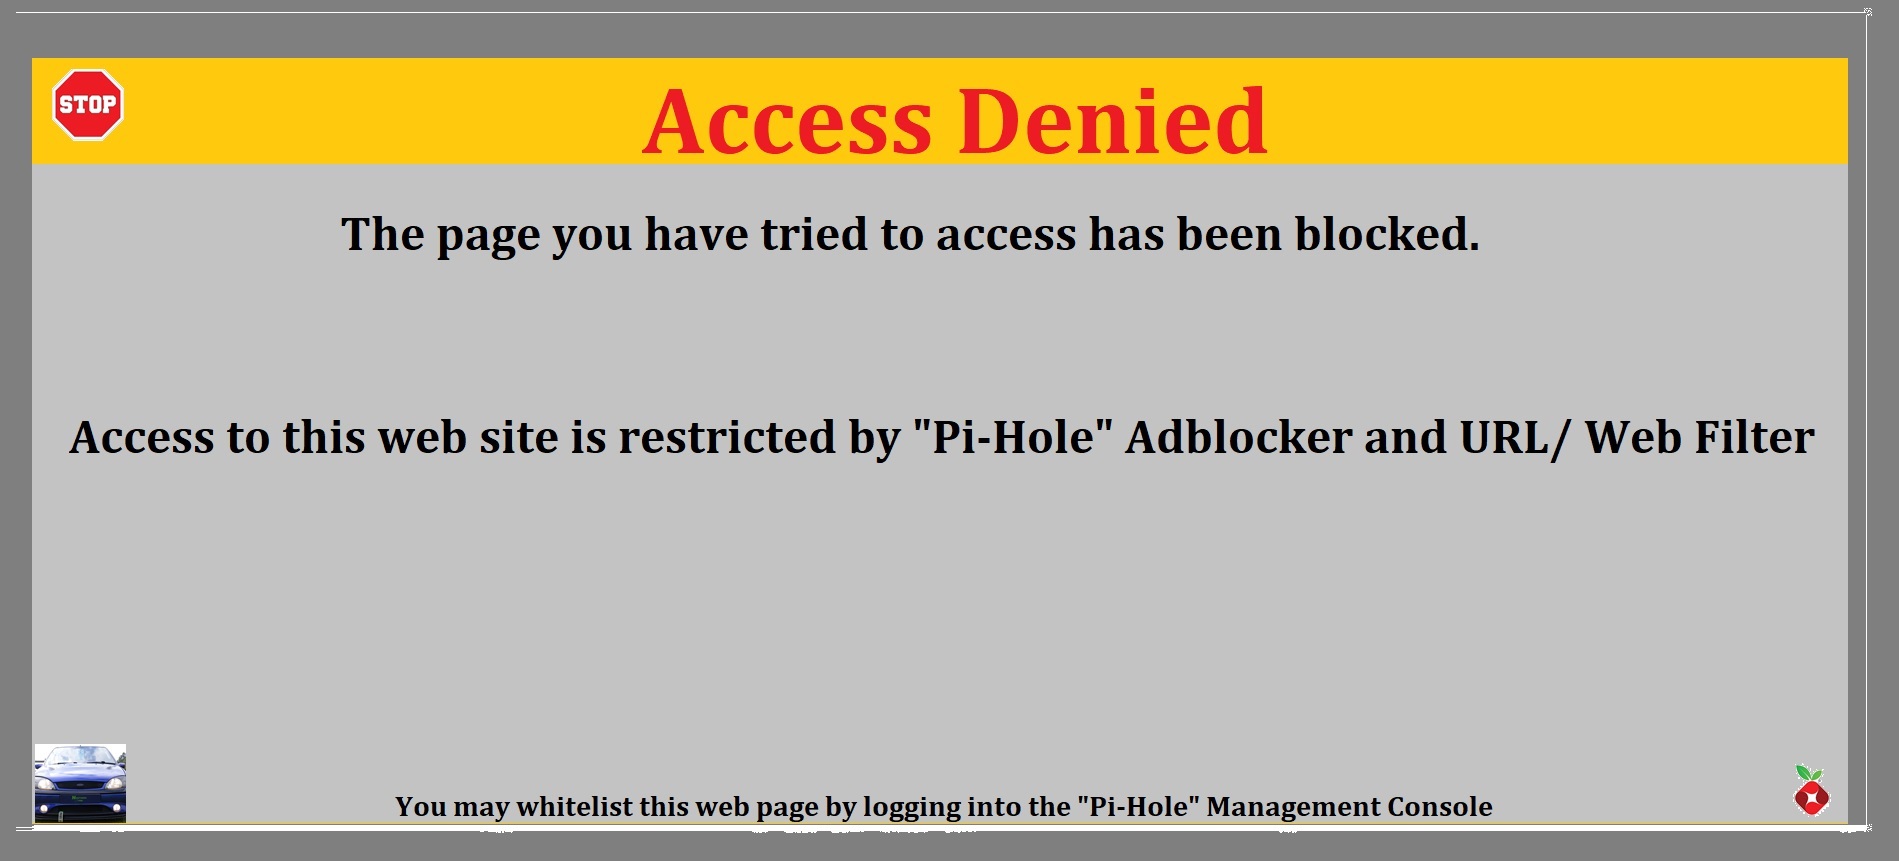 STOP
Access Denied
The page you have tried to access has been blocked.
Access to this web site is restricted by "Pi-Hole" Adblocker and URL/ Web Filter
You may whitelist this web page by logging into the "Pi-Hole" Management Console